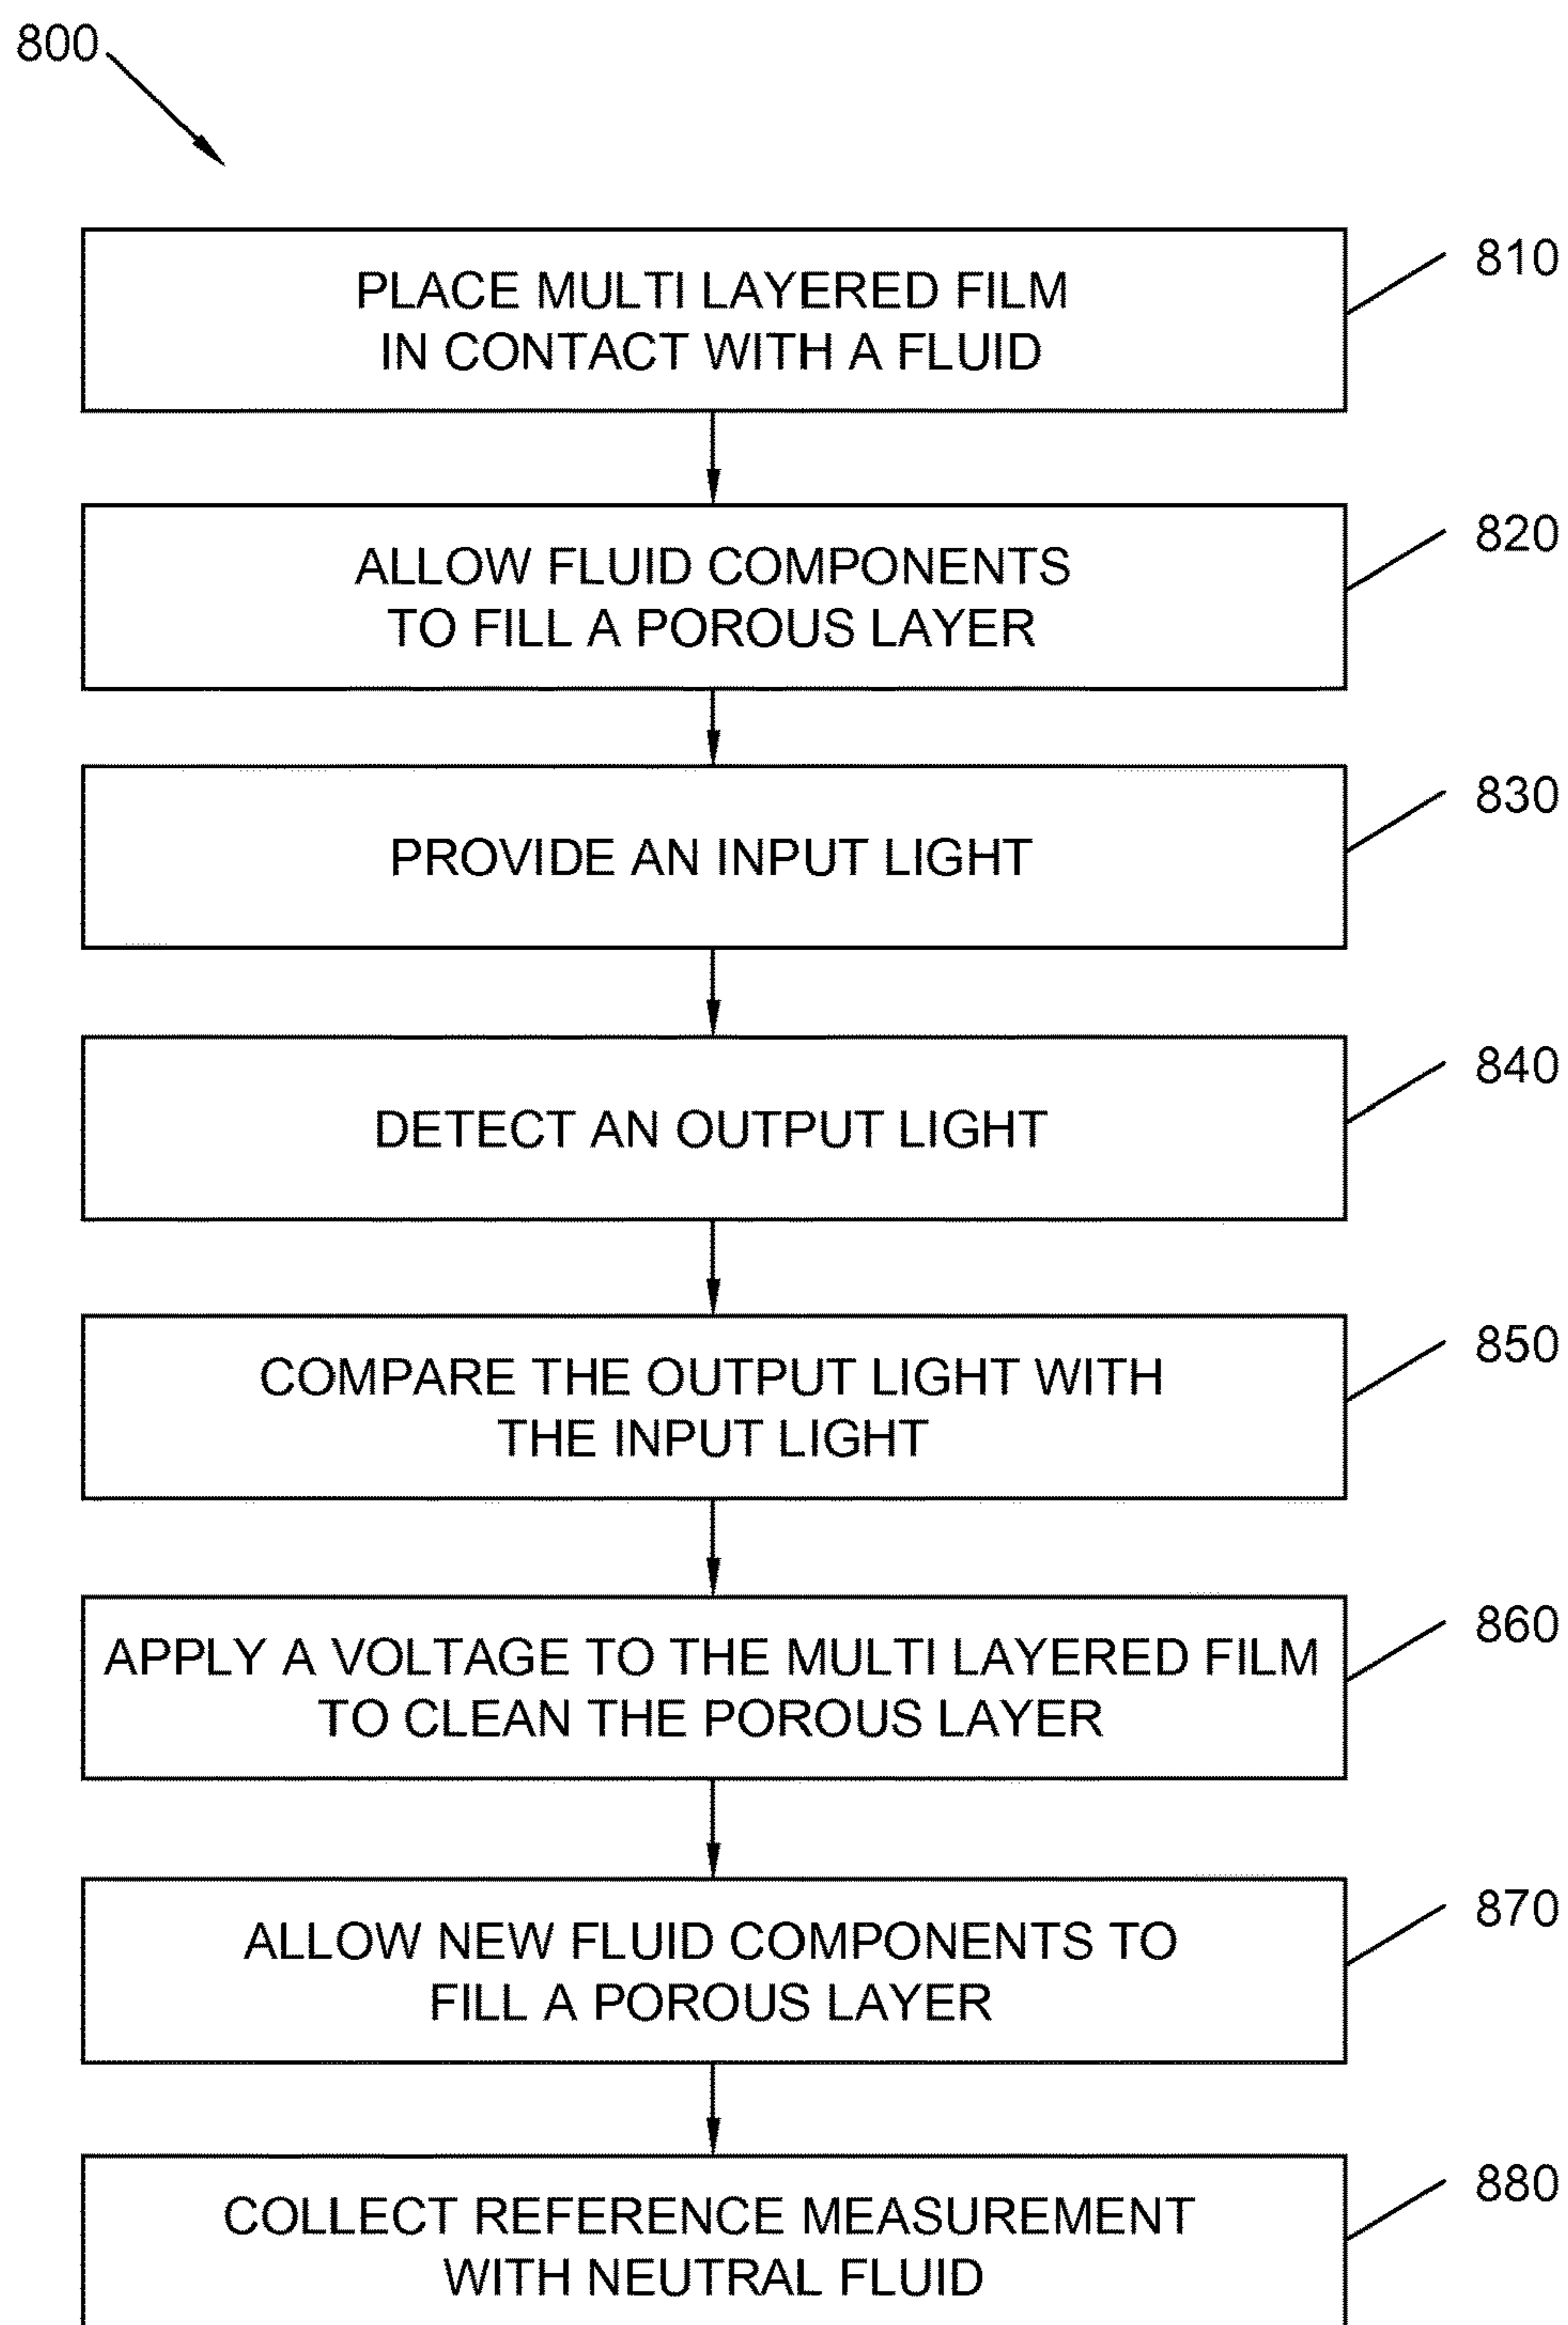 800
PLACE MULTI LAYERED FILM
IN CONTACT WITH A FLUID
810
ALLOW FLUID COMPONENTS
TO FILL A POROUS LAYER
820
PROVIDE AN INPUT LIGHT
830
DETECT AN OUTPUT LIGHT
840
COMPARE THE OUTPUT LIGHT WITH
THE INPUT LIGHT
850
APPLY A VOLTAGE TO THE MULTI LAYERED FILM
TO CLEAN THE POROUS LAYER
860
ALLOW NEW FLUID COMPONENTS TO
FILL A POROUS LAYER
870
COLLECT REFERENCE MEASUREMENT
WITH NEUTRAL FLUID
880